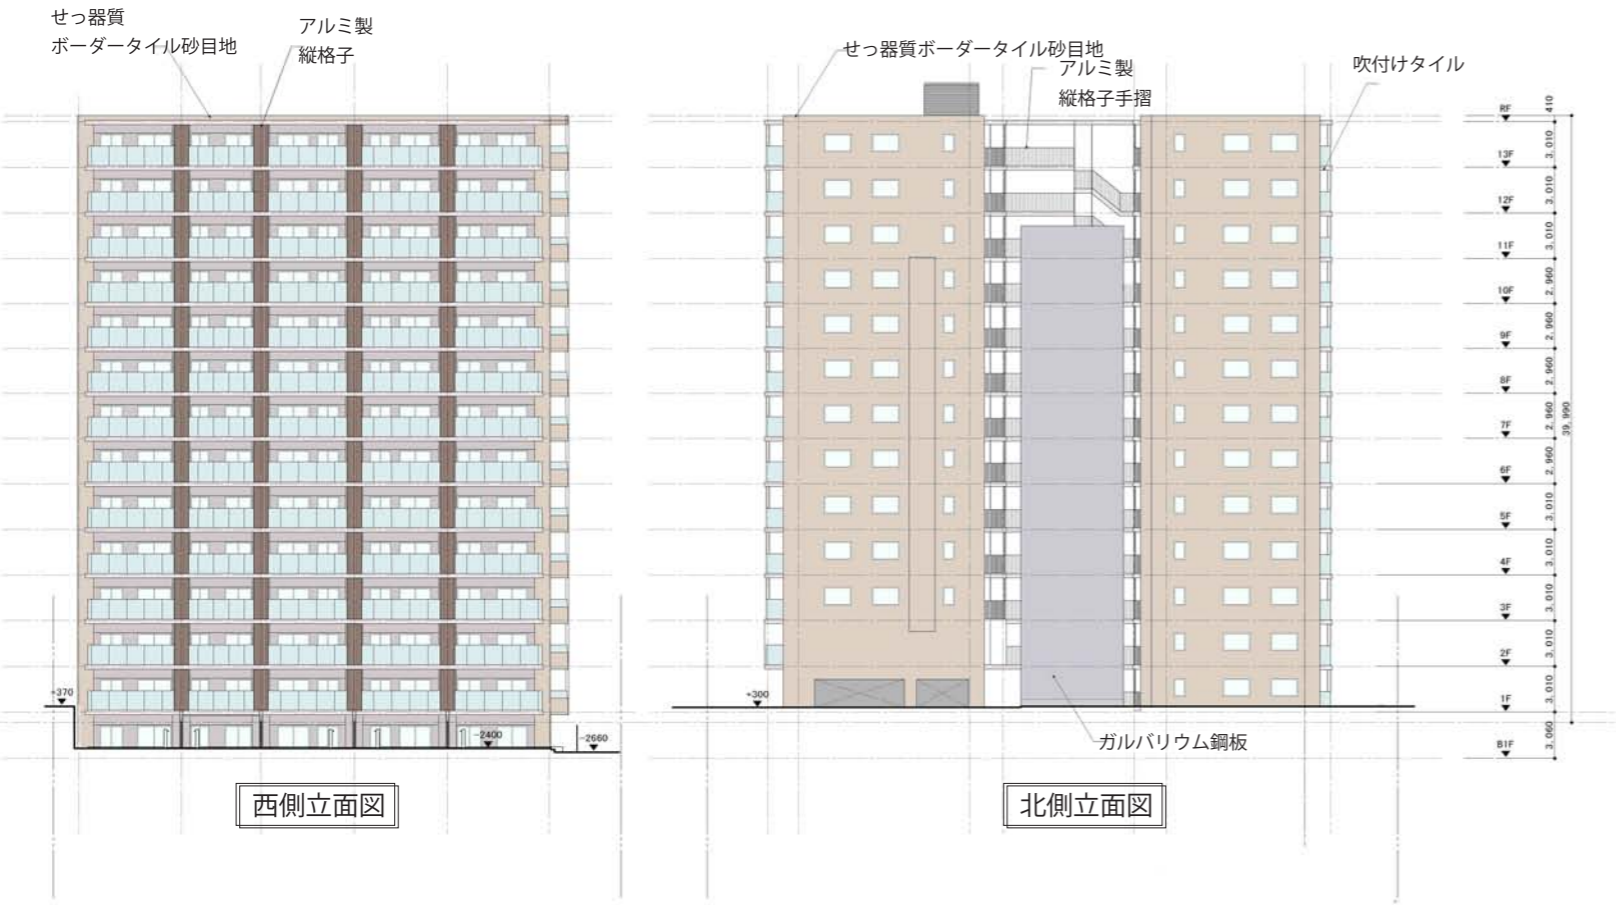 せっ器質
ボーダータイル砂目地
アルミ製
縦格子
+370
-2400
-2660
西側立面図
せっ器質ボーダータイル砂目地
アルミ製
縦格子手摺
吹付けタイル
+300
ガルバリウム鋼板
北側立面図
RF
13F
12F
11F
10F
9F
8F
7F
6F
5F
4F
3F
2F
1F
B1F
410
3,010
3,010
3,010
2,960
2,960
2,960
2,960
2,960
3,010
3,010
3,010
3,010
3,010
3,060
39,990